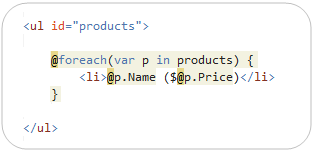 <ul id="products">
@foreach(var p in products) {
<li>@p.Name ($@p.Price)</li>
}
</ul>